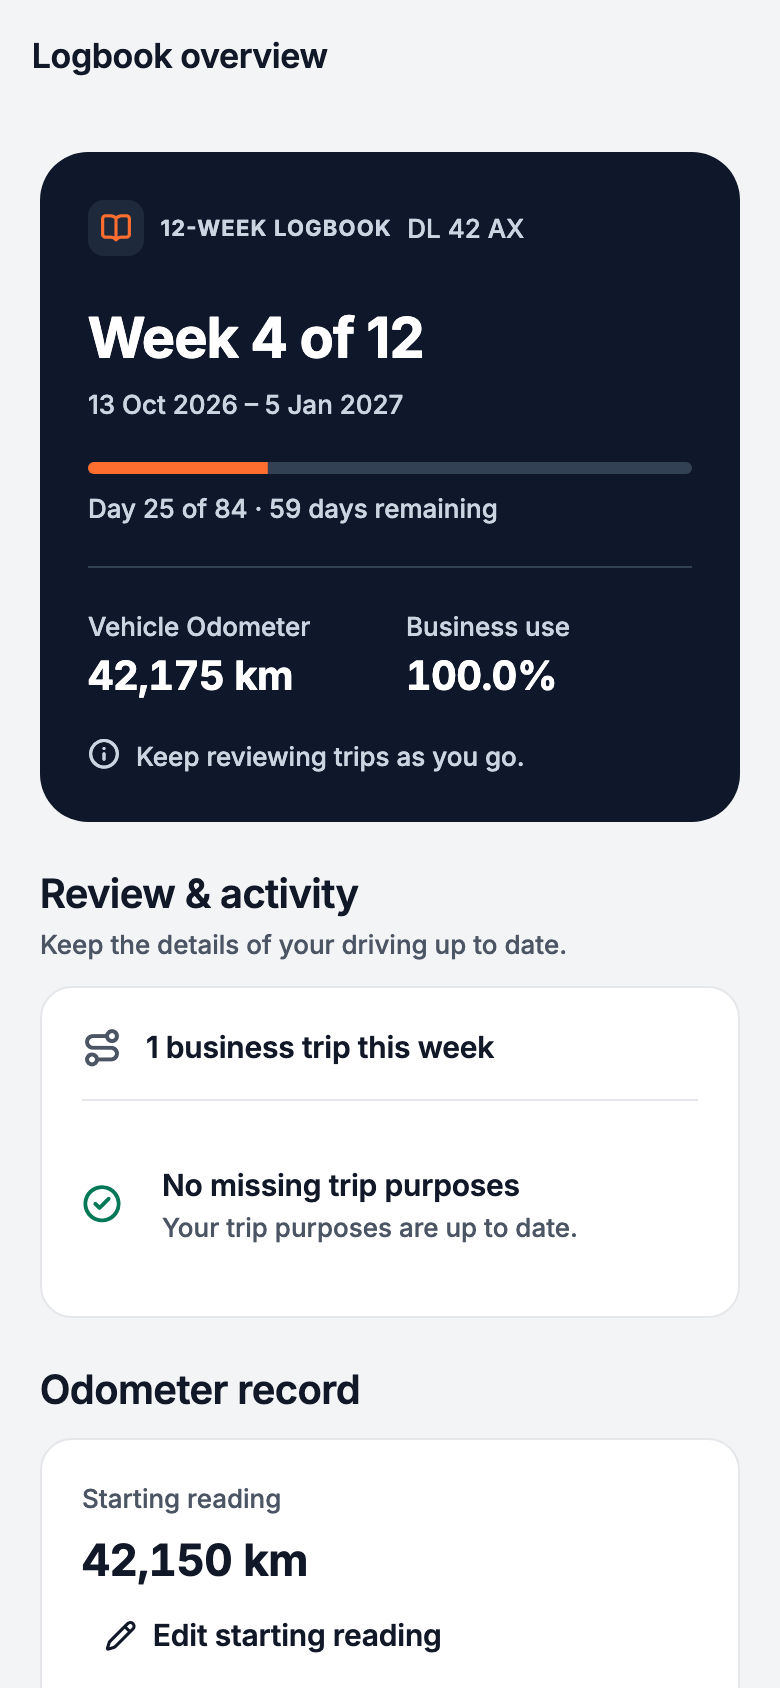 Logbook overview
12-WEEK LOGBOOK DL 42 AX
Week 4 of 12
13 Oct 2026 – 5 Jan 2027
Day 25 of 84 · 59 days remaining
Vehicle Odometer Business use
42,175 km 100.0%
Keep reviewing trips as you go.
Review & activity
Keep the details of your driving up to date.
1 business trip this week
No missing trip purposes
Your trip purposes are up to date.
Odometer record
Starting reading
42,150 km
Edit starting reading